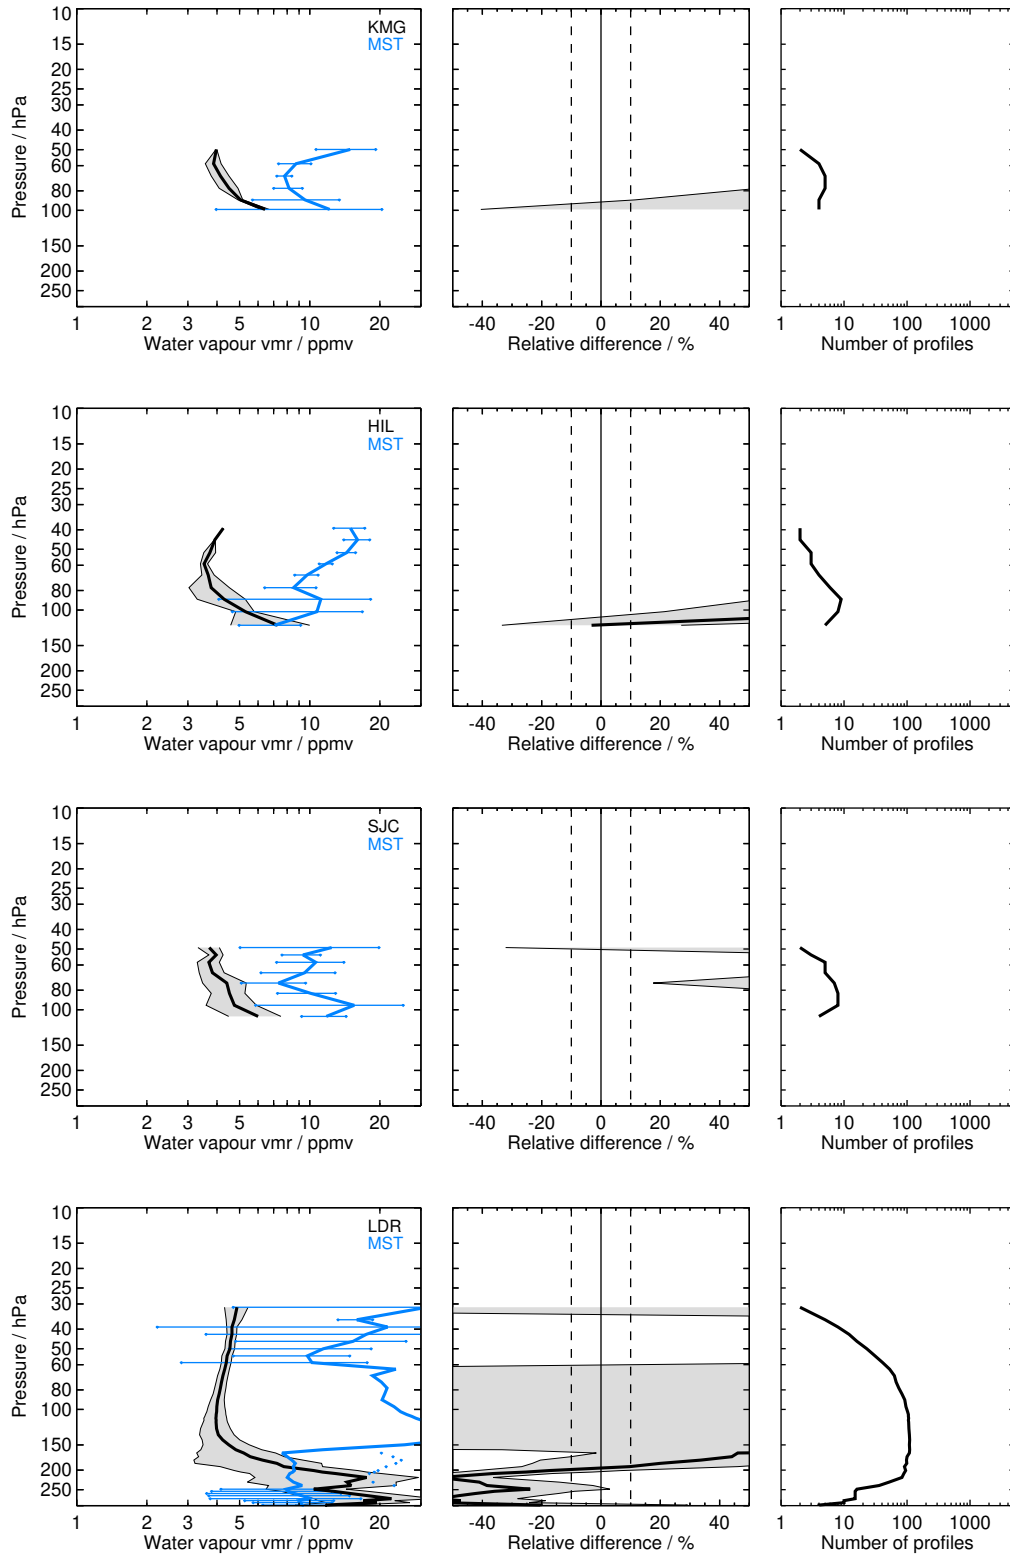 KMG
MST
Pressure / hPa
10
15
20
25
30
40
50
60
80
100
150
200
250
1 2 3 5 10 20
-40 -20 0 20 40
1 10 100 1000
Water vapour vmr / ppmv
Relative difference / %
Number of profiles
HIL
MST
Pressure / hPa
10
15
20
25
30
40
50
60
80
100
150
200
250
1 2 3 5 10 20
-40 -20 0 20 40
1 10 100 1000
Water vapour vmr / ppmv
Relative difference / %
Number of profiles
SJC
MST
Pressure / hPa
10
15
20
25
30
40
50
60
80
100
150
200
250
1 2 3 5 10 20
-40 -20 0 20 40
1 10 100 1000
Water vapour vmr / ppmv
Relative difference / %
Number of profiles
LDR
MST
Pressure / hPa
10
15
20
25
30
40
50
60
80
100
150
200
250
1 2 3 5 10 20
-40 -20 0 20 40
1 10 100 1000
Water vapour vmr / ppmv
Relative difference / %
Number of profiles